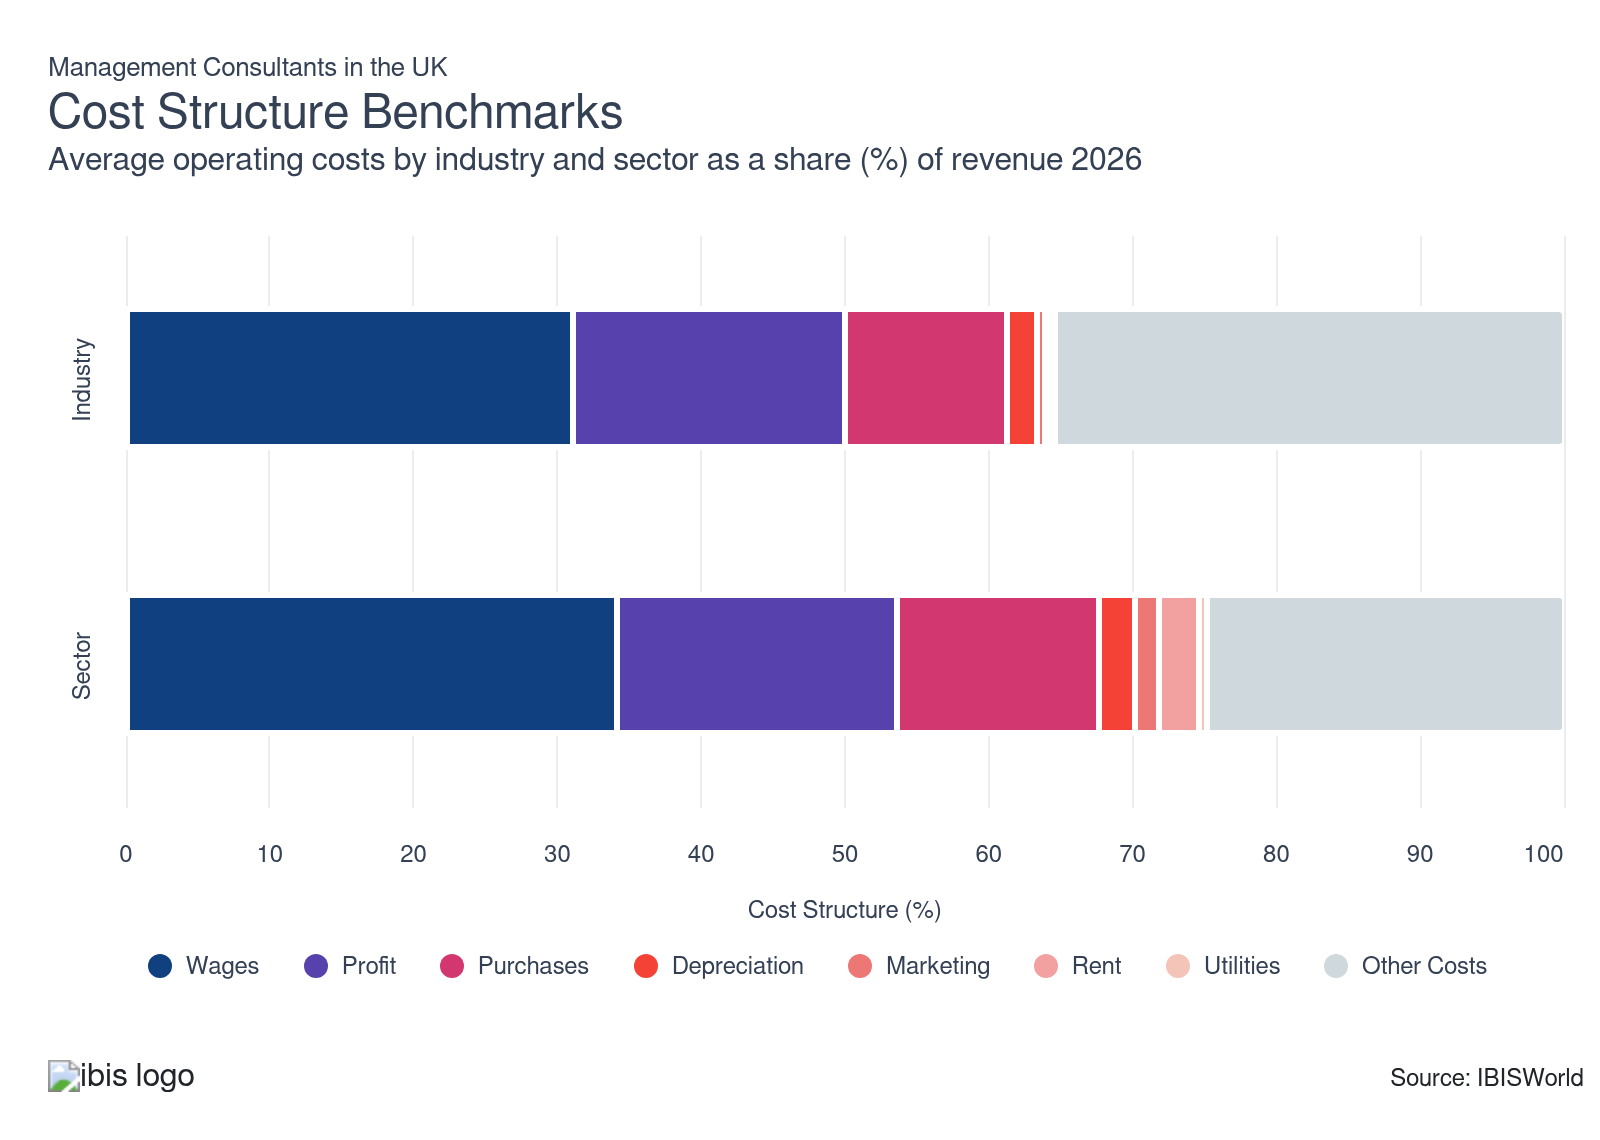 Management Consultants in the UK
Cost Structure Benchmarks
Average operating costs by industry and sector as a share (%) of revenue 2026
Industry
Sector
0 10 20 30 40 50 60 70 80 90 100
Cost Structure (%)
Wages Profit Purchases Depreciation Marketing Rent Utilities Other Costs
ibis logo
Source: IBISWorld